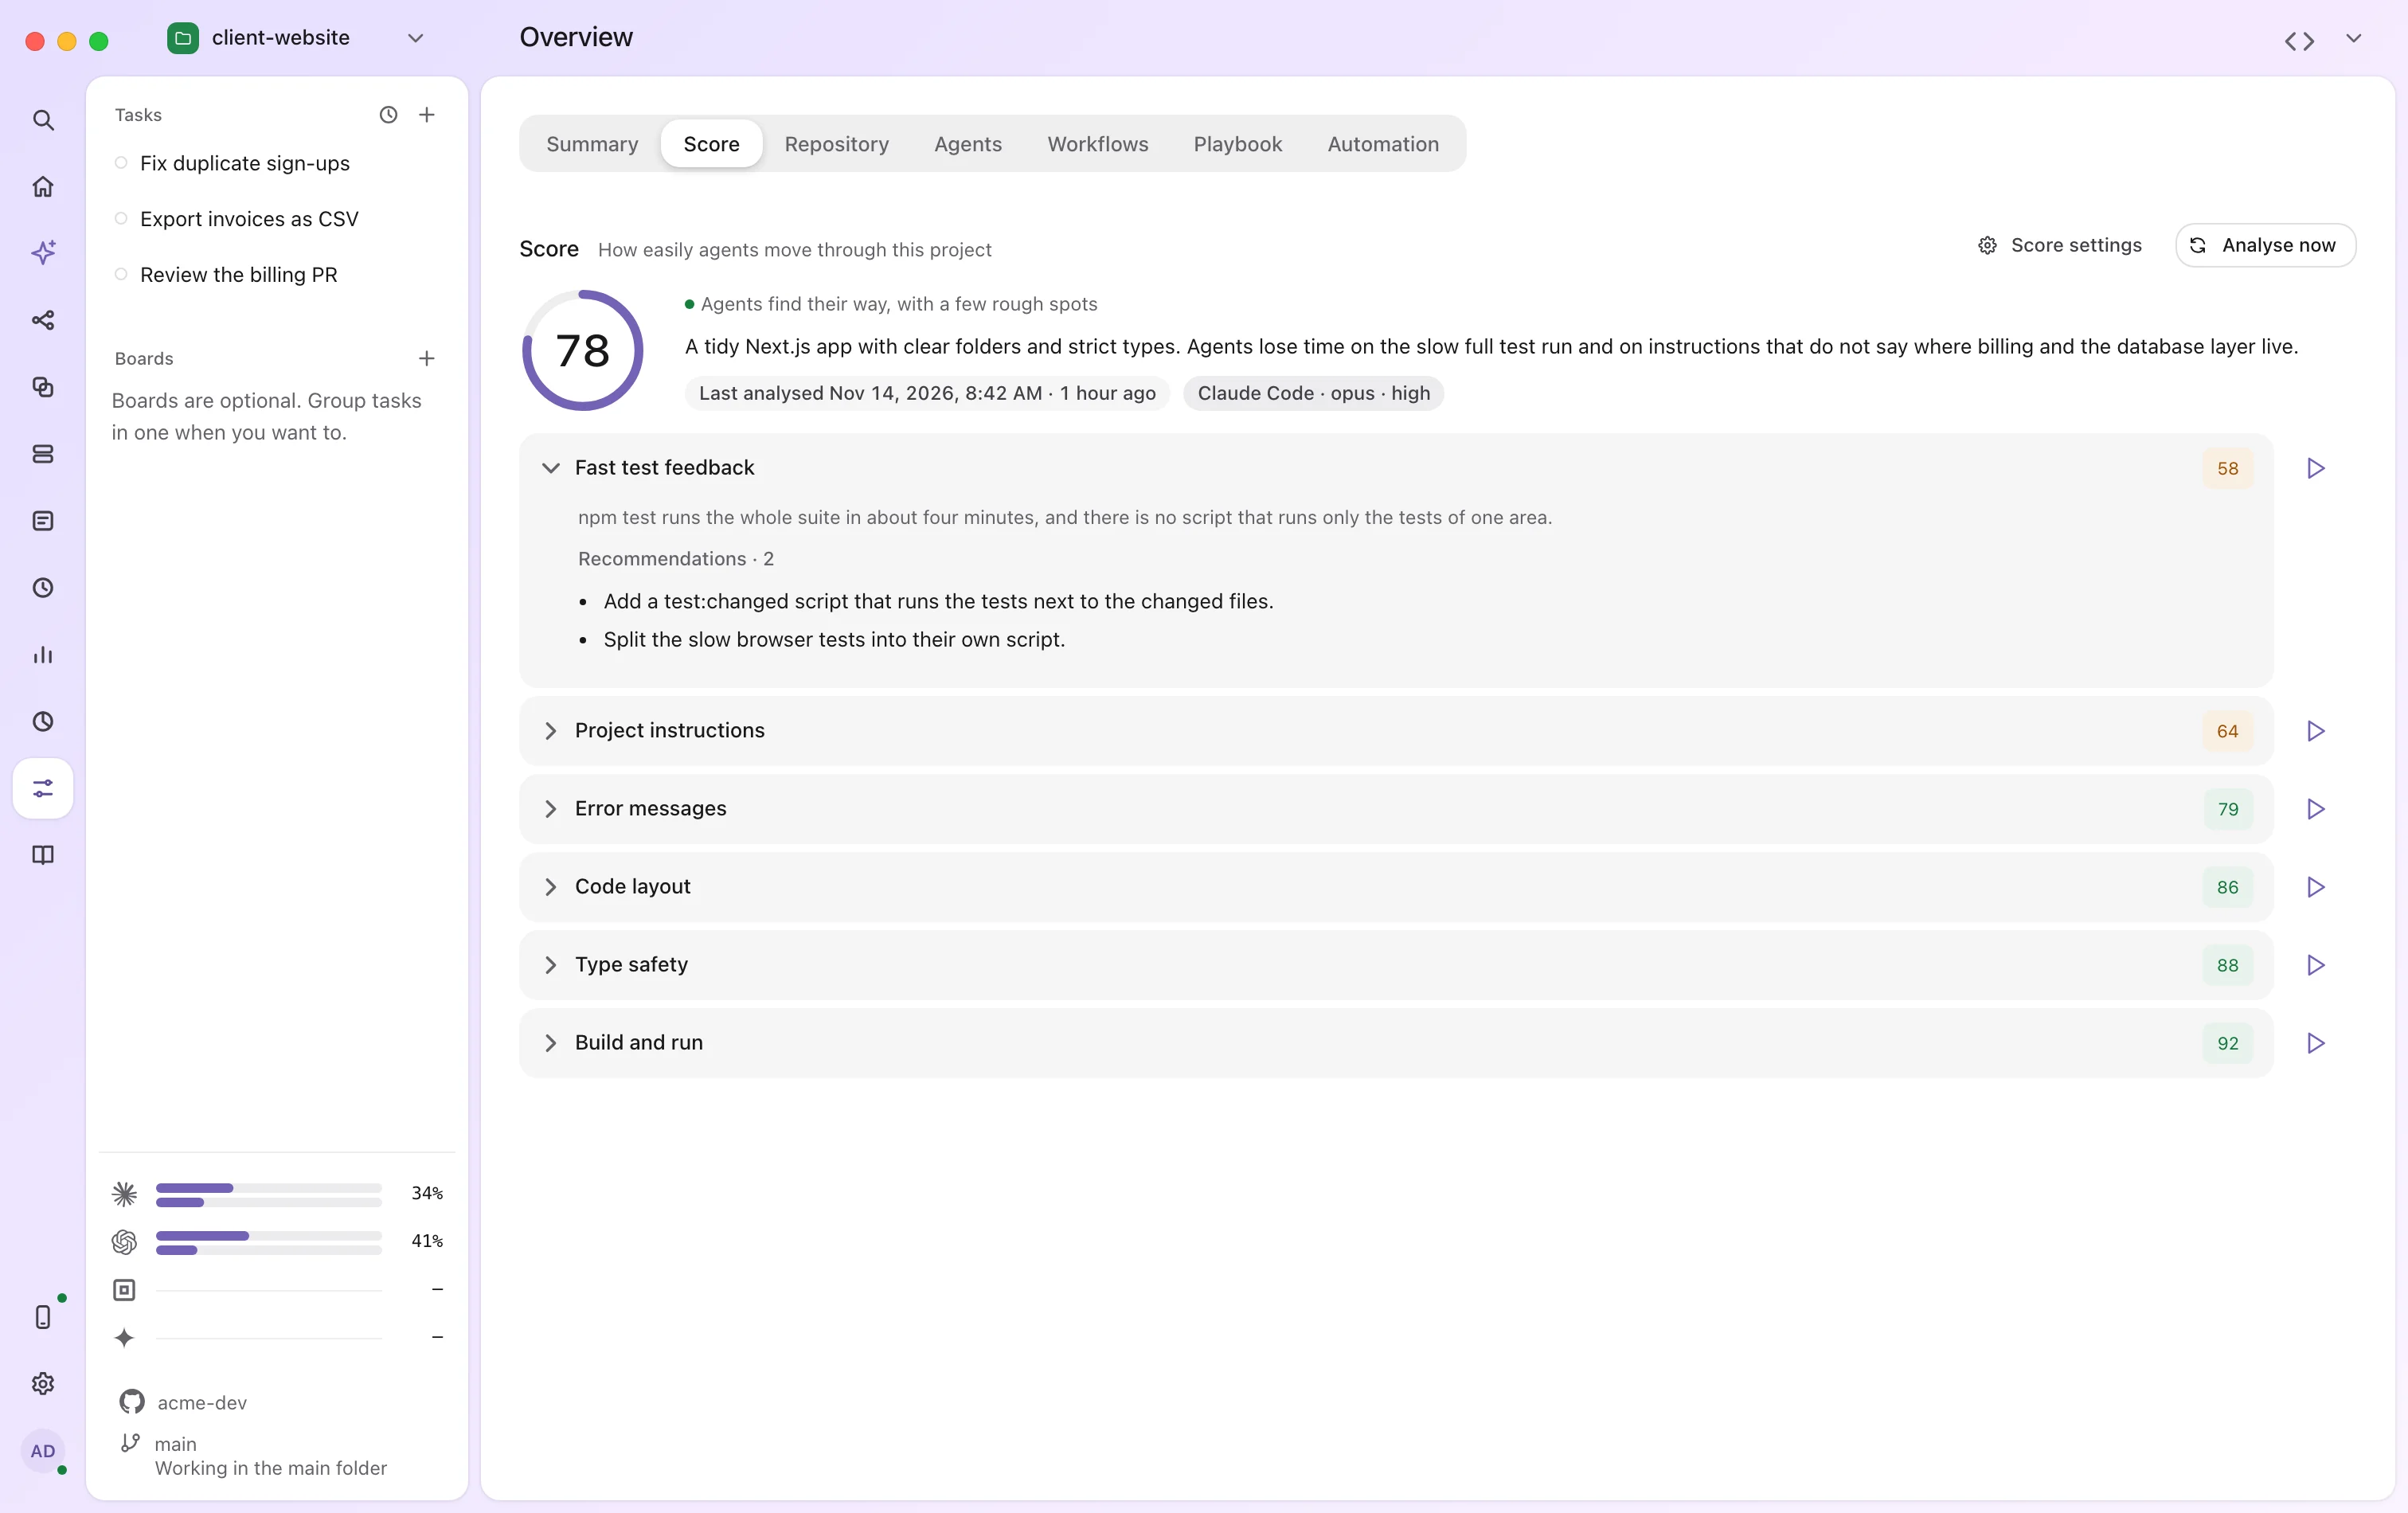 client-website
Overview
Tasks
Fix duplicate sign-ups
Export invoices as CSV
Review the billing PR
Boards
Boards are optional. Group tasks
in one when you want to.
34%
41%
–
–
acme-dev
main
Working in the main folder
AD
Summary Score Repository Agents Workflows Playbook Automation
Score How easily agents move through this project
Score settings Analyse now
78
Agents find their way, with a few rough spots
A tidy Next.js app with clear folders and strict types. Agents lose time on the slow full test run and on instructions that do not say where billing and the database layer live.
Last analysed Nov 14, 2026, 8:42 AM · 1 hour ago Claude Code · opus · high
Fast test feedback 58
npm test runs the whole suite in about four minutes, and there is no script that runs only the tests of one area.
Recommendations · 2
• Add a test:changed script that runs the tests next to the changed files.
• Split the slow browser tests into their own script.
Project instructions 64
Error messages 79
Code layout 86
Type safety 88
Build and run 92